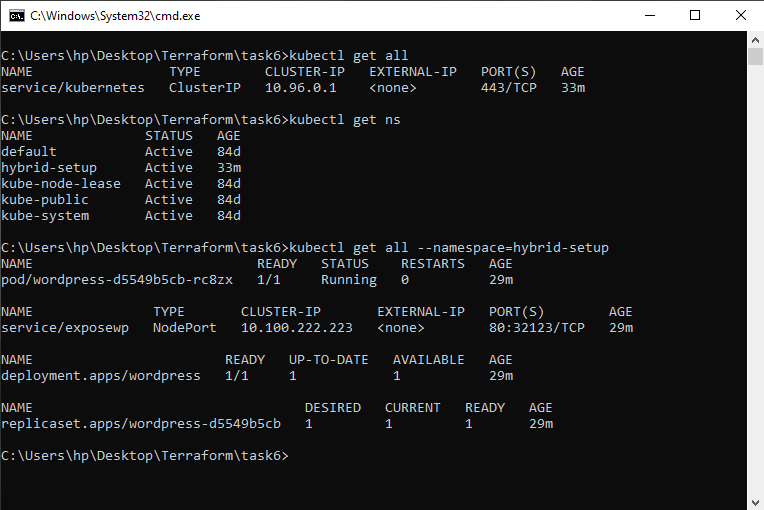 C:\Windows\System32\cmd.exe
C:\Users\hp\Desktop\Terraform\task6>kubectl get all
NAME                 TYPE        CLUSTER-IP   EXTERNAL-IP   PORT(S)   AGE
service/kubernetes   ClusterIP   10.96.0.1    <none>        443/TCP   33m
C:\Users\hp\Desktop\Terraform\task6>kubectl get ns
NAME              STATUS   AGE
default           Active   84d
hybrid-setup      Active   33m
kube-node-lease   Active   84d
kube-public       Active   84d
kube-system       Active   84d
C:\Users\hp\Desktop\Terraform\task6>kubectl get all --namespace=hybrid-setup
NAME                            READY   STATUS    RESTARTS   AGE
pod/wordpress-d5549b5cb-rc8zx   1/1     Running   0          29m
NAME               TYPE       CLUSTER-IP       EXTERNAL-IP   PORT(S)        AGE
service/exposewp   NodePort   10.100.222.223   <none>        80:32123/TCP   29m
NAME                        READY   UP-TO-DATE   AVAILABLE   AGE
deployment.apps/wordpress   1/1     1            1           29m
NAME                                  DESIRED   CURRENT   READY   AGE
replicaset.apps/wordpress-d5549b5cb   1         1         1       29m
C:\Users\hp\Desktop\Terraform\task6>